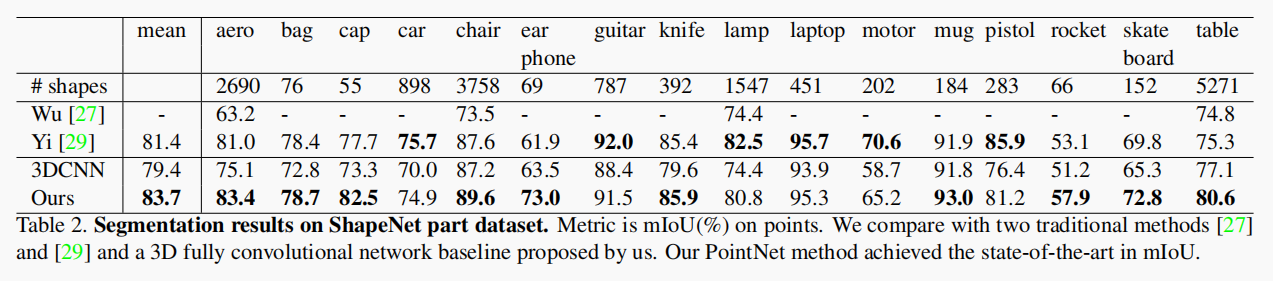 mean aero bag cap car chair ear guitar knife lamp laptop motor mug pistol rocket skate table
phone board
# shapes 2690 76 55 898 3758 69 787 392 1547 451 202 184 283 66 152 5271
Wu [27] - 63.2 - - - 73.5 - - - 74.4 - - - - - - 74.8
Yi [29] 81.4 81.0 78.4 77.7 75.7 87.6 61.9 92.0 85.4 82.5 95.7 70.6 91.9 85.9 53.1 69.8 75.3
3DCNN 79.4 75.1 72.8 73.3 70.0 87.2 63.5 88.4 79.6 74.4 93.9 58.7 91.8 76.4 51.2 65.3 77.1
Ours 83.7 83.4 78.7 82.5 74.9 89.6 73.0 91.5 85.9 80.8 95.3 65.2 93.0 81.2 57.9 72.8 80.6
Table 2. Segmentation results on ShapeNet part dataset. Metric is mIoU(%) on points. We compare with two traditional methods [27]
and [29] and a 3D fully convolutional network baseline proposed by us. Our PointNet method achieved the state-of-the-art in mIoU.